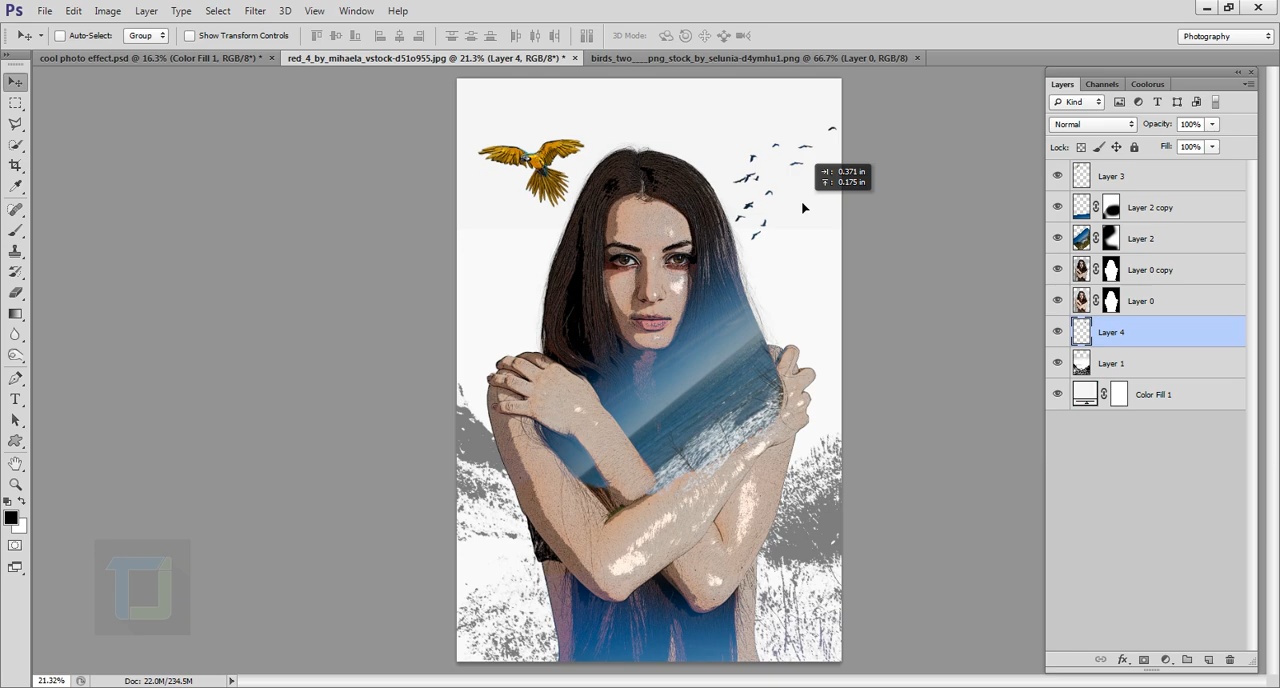 Ps File Edit Image Layer Type Select Filter 3D View Window Help
Auto-Select: Group Show Transform Controls 3D Mode: Photography
cool photo effect.psd @ 16.3% (Color Fill 1, RGB/8*) * × red_4_by_mihaela_vstock-d51o955.jpg @ 21.3% (Layer 4, RGB/8*) * × birds_two____png_stock_by_selunia-d4ymhu1.png @ 66.7% (Layer 0, RGB/8) ×
Layers Channels Coolorus
Kind
Normal Opacity: 100%
Lock: Fill: 100%
: 0.371 in
: 0.175 in
Layer 3
Layer 2 copy
Layer 2
Layer 0 copy
Layer 0
Layer 4
Layer 1
Color Fill 1
21.32% Doc: 22.0M/234.5M